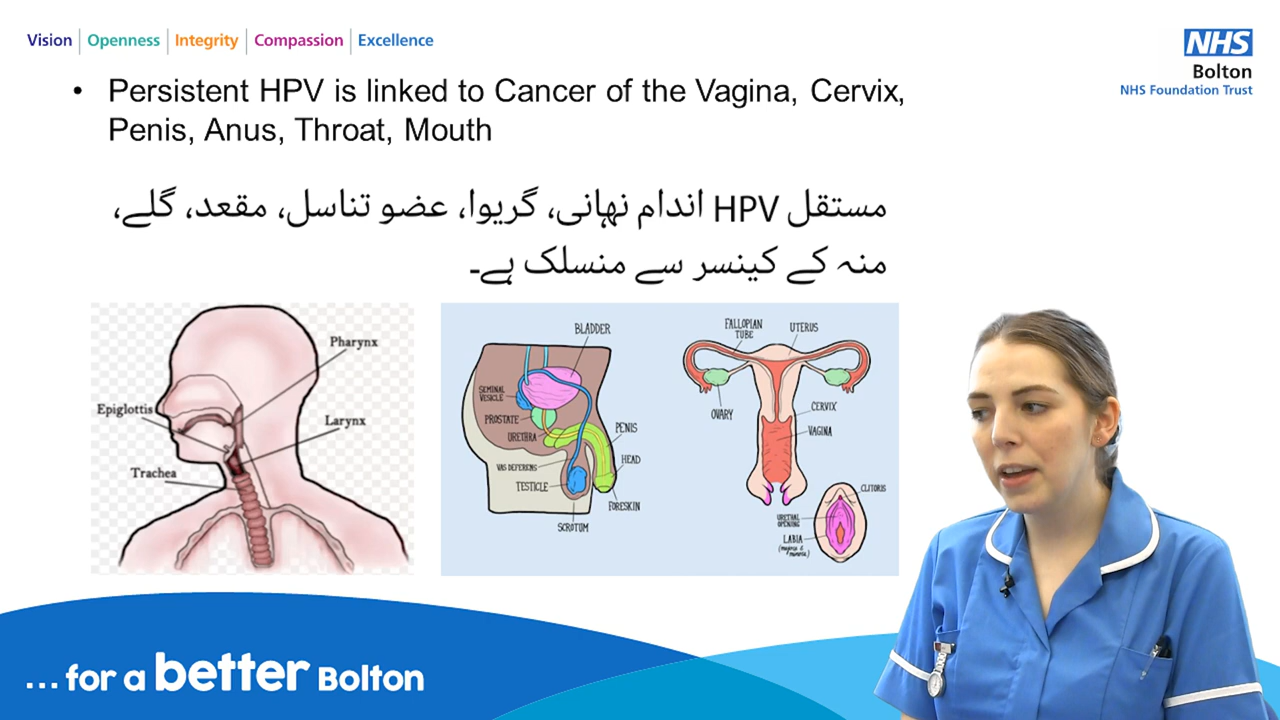 Vision | Openness | Integrity | Compassion | Excellence
NHS
Bolton
NHS Foundation Trust
• Persistent HPV is linked to Cancer of the Vagina, Cervix,
Penis, Anus, Throat, Mouth
مستقل HPV اندام نہانی، گریوا، عضو تناسل، مقعد، گلے،
منہ کے کینسر سے منسلک ہے۔
Pharynx
Epiglottis
Larynx
Trachea
BLADDER
SEMINAL
VESICLE
PROSTATE
URETHRA
PENIS
VAS DEFERENS
HEAD
TESTICLE
FORESKIN
SCROTUM
FALLOPIAN
TUBE
UTERUS
OVARY
CERVIX
VAGINA
CLITORIS
URETHRAL
OPENING
LABIA
(majora &
minora)
...for a better Bolton